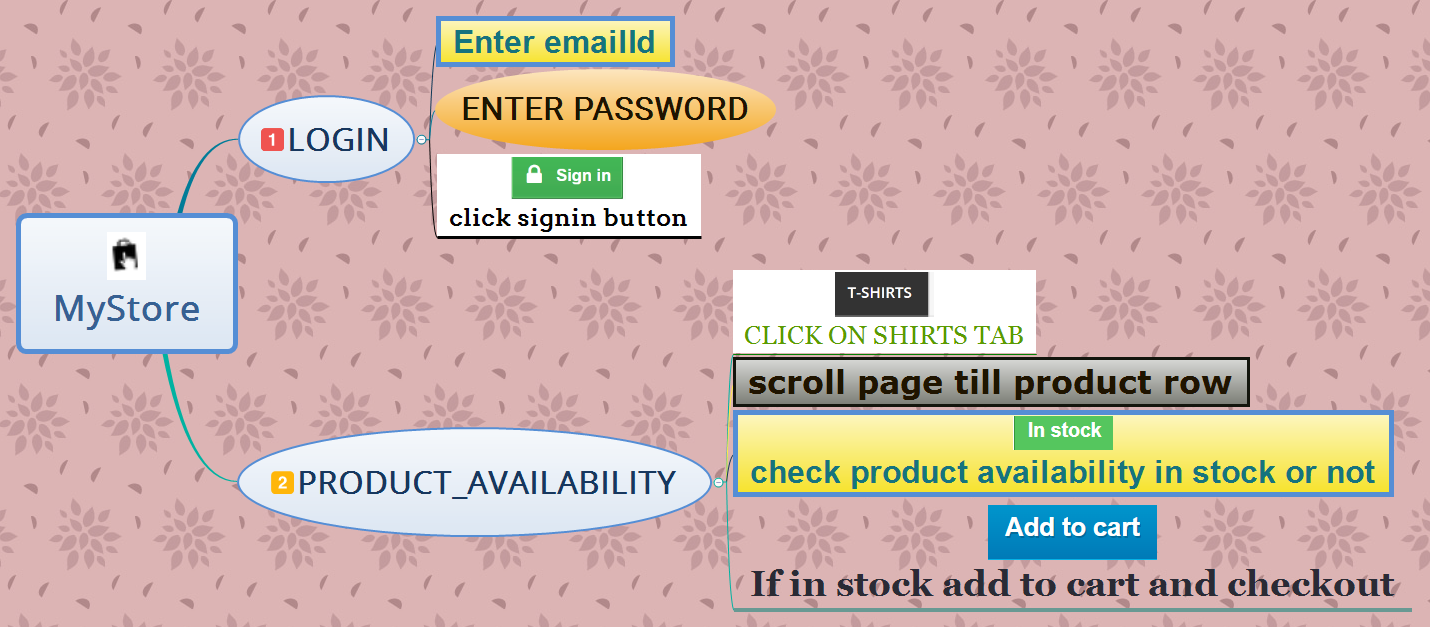 MyStore
1 LOGIN
Enter emailId
ENTER PASSWORD
Sign in
click signin button
2 PRODUCT_AVAILABILITY
T-SHIRTS
CLICK ON SHIRTS TAB
scroll page till product row
In stock
check product availability in stock or not
Add to cart
If in stock add to cart and checkout